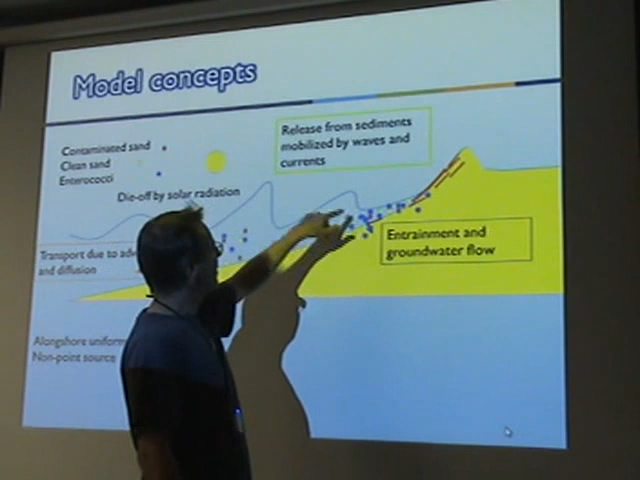 Model concepts
Contaminated sand
Clean sand
Enterococci
Release from sediments
mobilized by waves and
currents
Die-off by solar radiation
Transport due to
and diffusion
Entrainment and
groundwater flow
Alongshore uniform
Non-point source